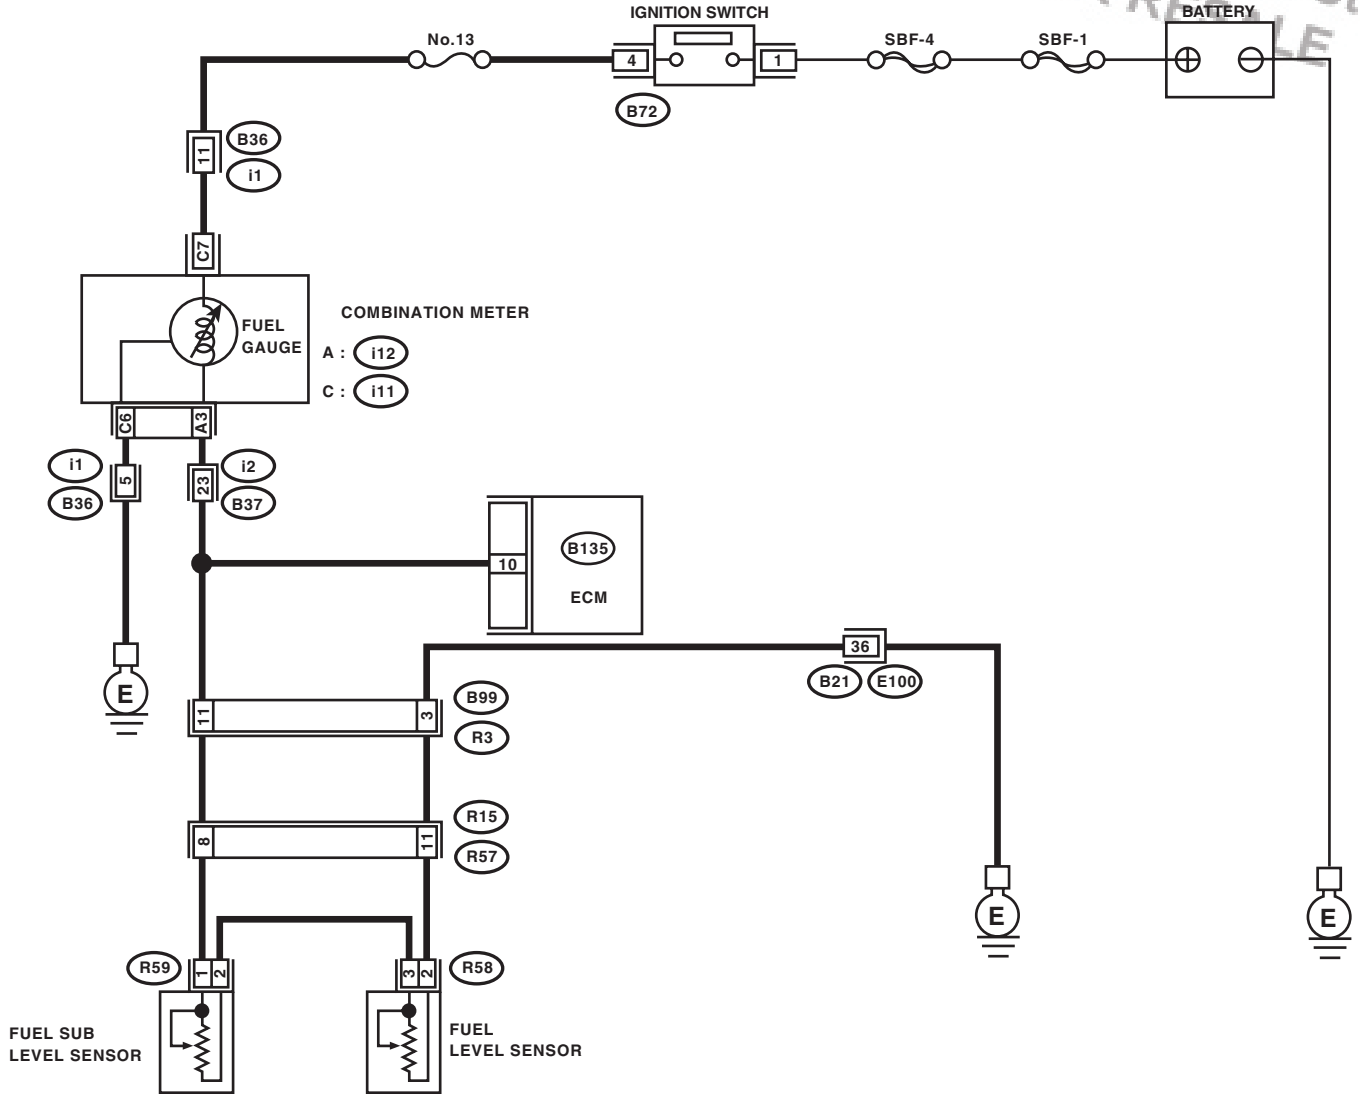 IGNITION SWITCH
BATTERY
No.13
SBF-4
SBF-1
4
1
B72
11
B36
i1
C7
FUEL
GAUGE
COMBINATION METER
A : i12
C : i11
C6
A3
i1
5
B36
23
i2
B37
10
B135
ECM
36
B21
E100
E
11
3
B99
R3
8
11
R15
R57
E
E
R59
1
2
3
2
R58
FUEL SUB
LEVEL SENSOR
FUEL
LEVEL SENSOR